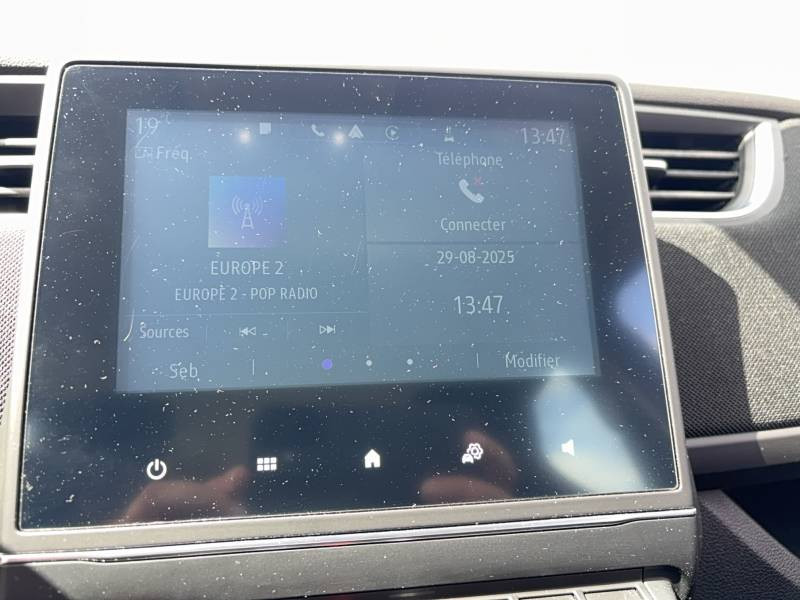 19°C
13:47
Fréq.
EUROPE 2
EUROPE 2 - POP RADIO
Sources
Téléphone
Connecter
29-08-2025
13:47
Seb
Modifier